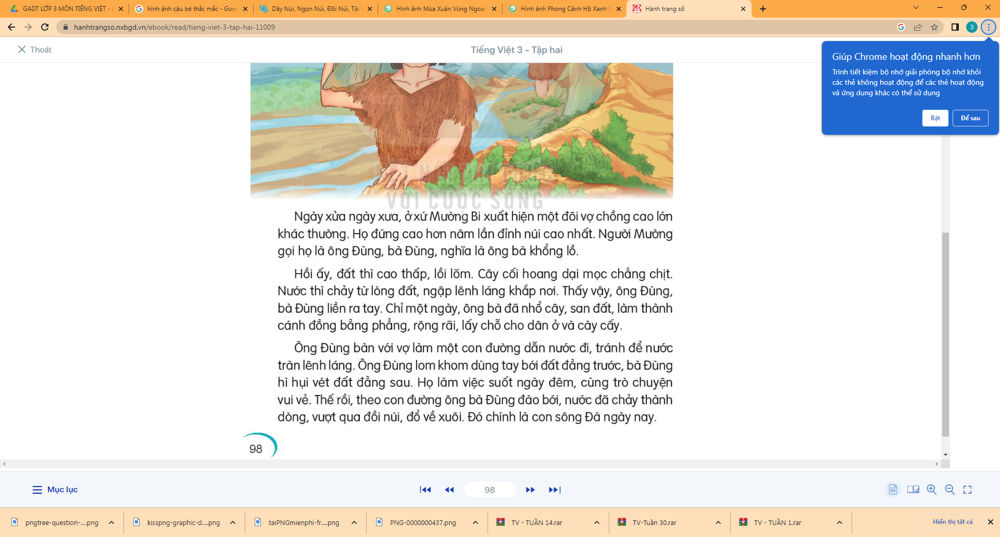 GADT LỚP 3 MÔN TIẾNG VIỆT - G
hình ảnh cậu bé thắc mắc - Goog
Dãy Núi, Ngọn Núi, Đồi Núi, Tải
Hình ảnh Mùa Xuân Vùng Ngoại
Hình ảnh Phong Cảnh Hồ Xanh
Hành trang số
hanhtrangso.nxbgd.vn/ebook/read/tieng-viet-3-tap-hai-11009
3
Thoát
Tiếng Việt 3 - Tập hai
Giúp Chrome hoạt động nhanh hơn
Trình tiết kiệm bộ nhớ giải phóng bộ nhớ khỏi
các thẻ không hoạt động để các thẻ hoạt động
và ứng dụng khác có thể sử dụng
Bật
Để sau
VỚI CUỘC SỐNG
Ngày xửa ngày xưa, ở xứ Mường Bi xuất hiện một đôi vợ chồng cao lớn
khác thường. Họ đứng cao hơn năm lần đỉnh núi cao nhất. Người Mường
gọi họ là ông Đùng, bà Đùng, nghĩa là ông bà khổng lồ.
Hồi ấy, đất thì cao thấp, lồi lõm. Cây cối hoang dại mọc chằng chịt.
Nước thì chảy từ lòng đất, ngập lênh láng khắp nơi. Thấy vậy, ông Đùng,
bà Đùng liền ra tay. Chỉ một ngày, ông bà đã nhổ cây, san đất, làm thành
cánh đồng bằng phẳng, rộng rãi, lấy chỗ cho dân ở và cày cấy.
Ông Đùng bàn với vợ làm một con đường dẫn nước đi, tránh để nước
tràn lênh láng. Ông Đùng lom khom dùng tay bới đất đằng trước, bà Đùng
hì hụi vét đất đằng sau. Họ làm việc suốt ngày đêm, cùng trò chuyện
vui vẻ. Thế rồi, theo con đường ông bà Đùng đào bới, nước đã chảy thành
dòng, vượt qua đồi núi, đổ về xuôi. Đó chính là con sông Đà ngày nay.
98
Mục lục
98
pngtree-question-....png
kisspng-graphic-d....png
taiPNGmienphi-fr....png
PNG-0000000437.png
TV - TUẦN 14.rar
TV-Tuần 30.rar
TV - TUẦN 1.rar
Hiển thị tất cả